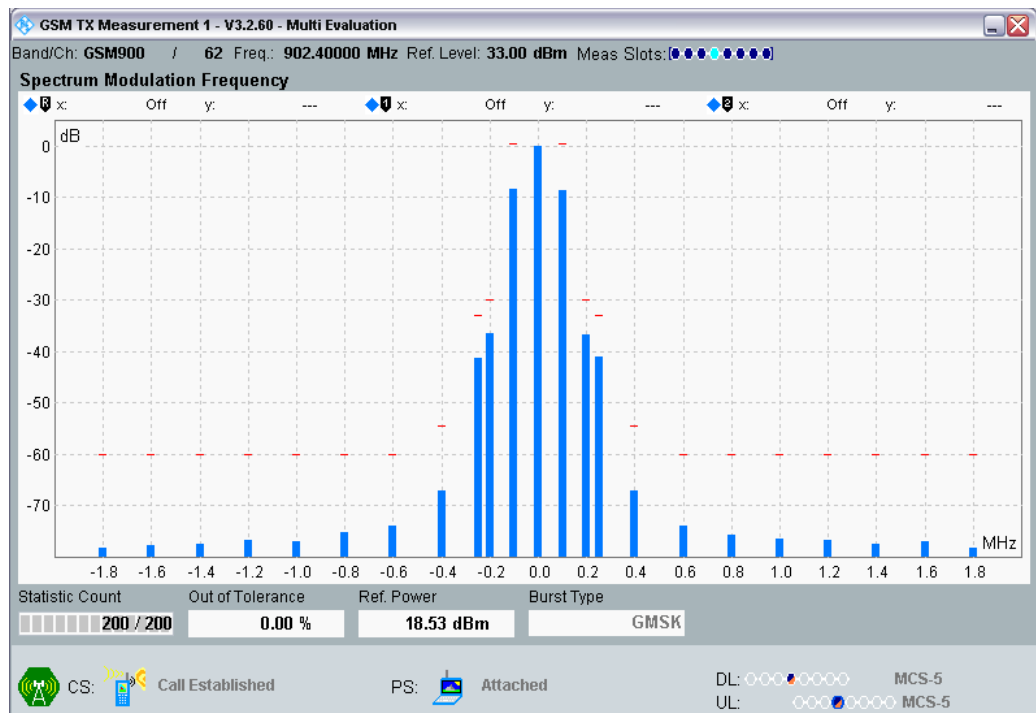 GSM TX Measurement 1 - V3.2.60 - Multi Evaluation
Band/Ch: GSM900 / 62 Freq.: 902.40000 MHz Ref. Level: 33.00 dBm Meas Slots:
Spectrum Modulation Frequency
R x: Off y: --- 1 x: Off y: --- 2 x: Off y: ---
dB
0
-10
-20
-30
-40
-50
-60
-70
MHz
-1.8 -1.6 -1.4 -1.2 -1.0 -0.8 -0.6 -0.4 -0.2 0.0 0.2 0.4 0.6 0.8 1.0 1.2 1.4 1.6 1.8
Statistic Count Out of Tolerance Ref. Power Burst Type
200 / 200 0.00 % 18.53 dBm GMSK
CS: Call Established PS: Attached DL: MCS-5
UL: MCS-5